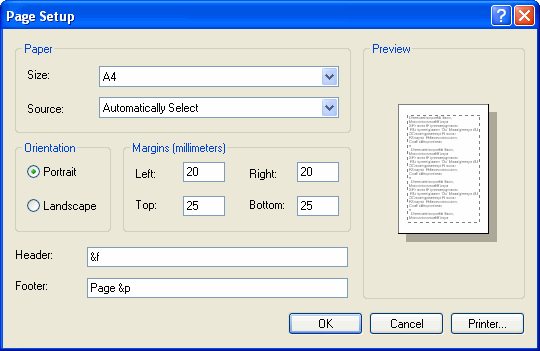 Page Setup
Paper
Size: A4
Source: Automatically Select
Preview
Orientation
Portrait
Landscape
Margins (millimeters)
Left: 20 Right: 20
Top: 25 Bottom: 25
Header: &f
Footer: Page &p
OK Cancel Printer...